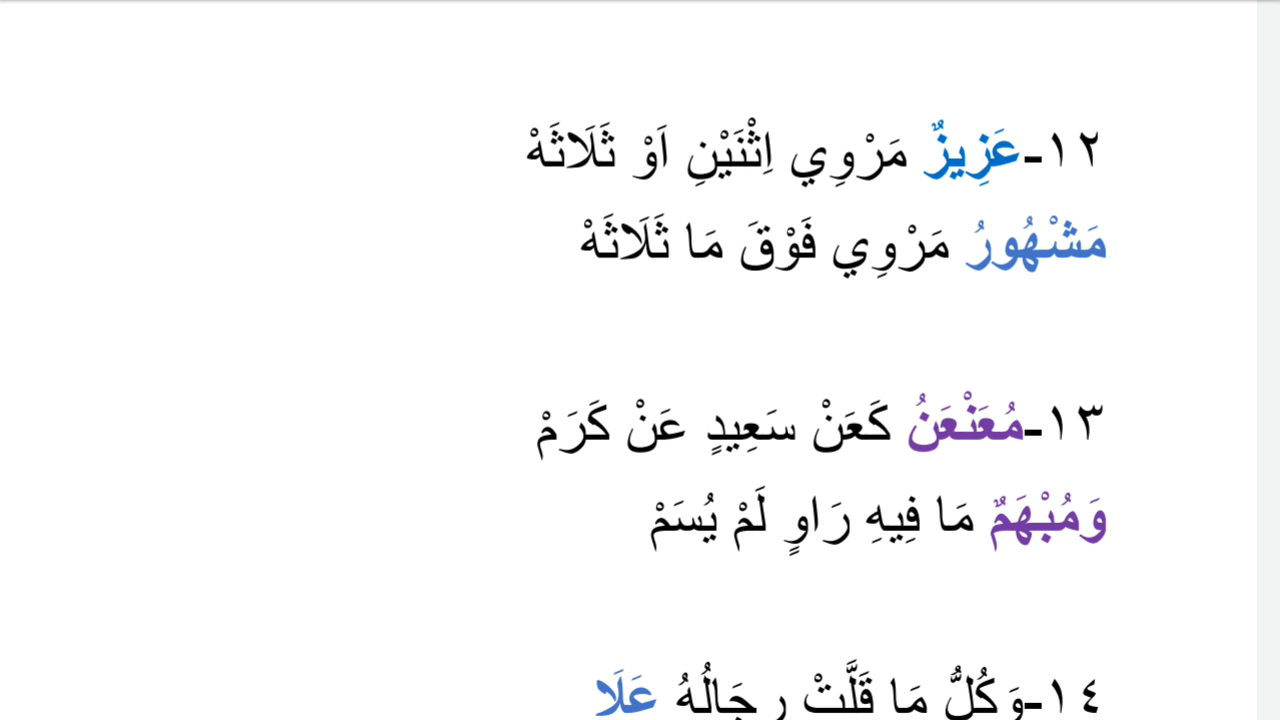 ١٢-عَزِيزٌ مَرْوِي اِثْنَيْنِ اَوْ ثَلَاثَهْ
مَشْهُورُ مَرْوِي فَوْقَ مَا ثَلَاثَهْ
١٣-مُعَنْعَنُ كَعَنْ سَعِيدٍ عَنْ كَرَمْ
وَمُبْهَمٌ مَا فِيهِ رَاوٍ لَمْ يُسَمْ
١٤-وَكُلُّ مَا قَلَّتْ رِجَالُهُ عَلَا